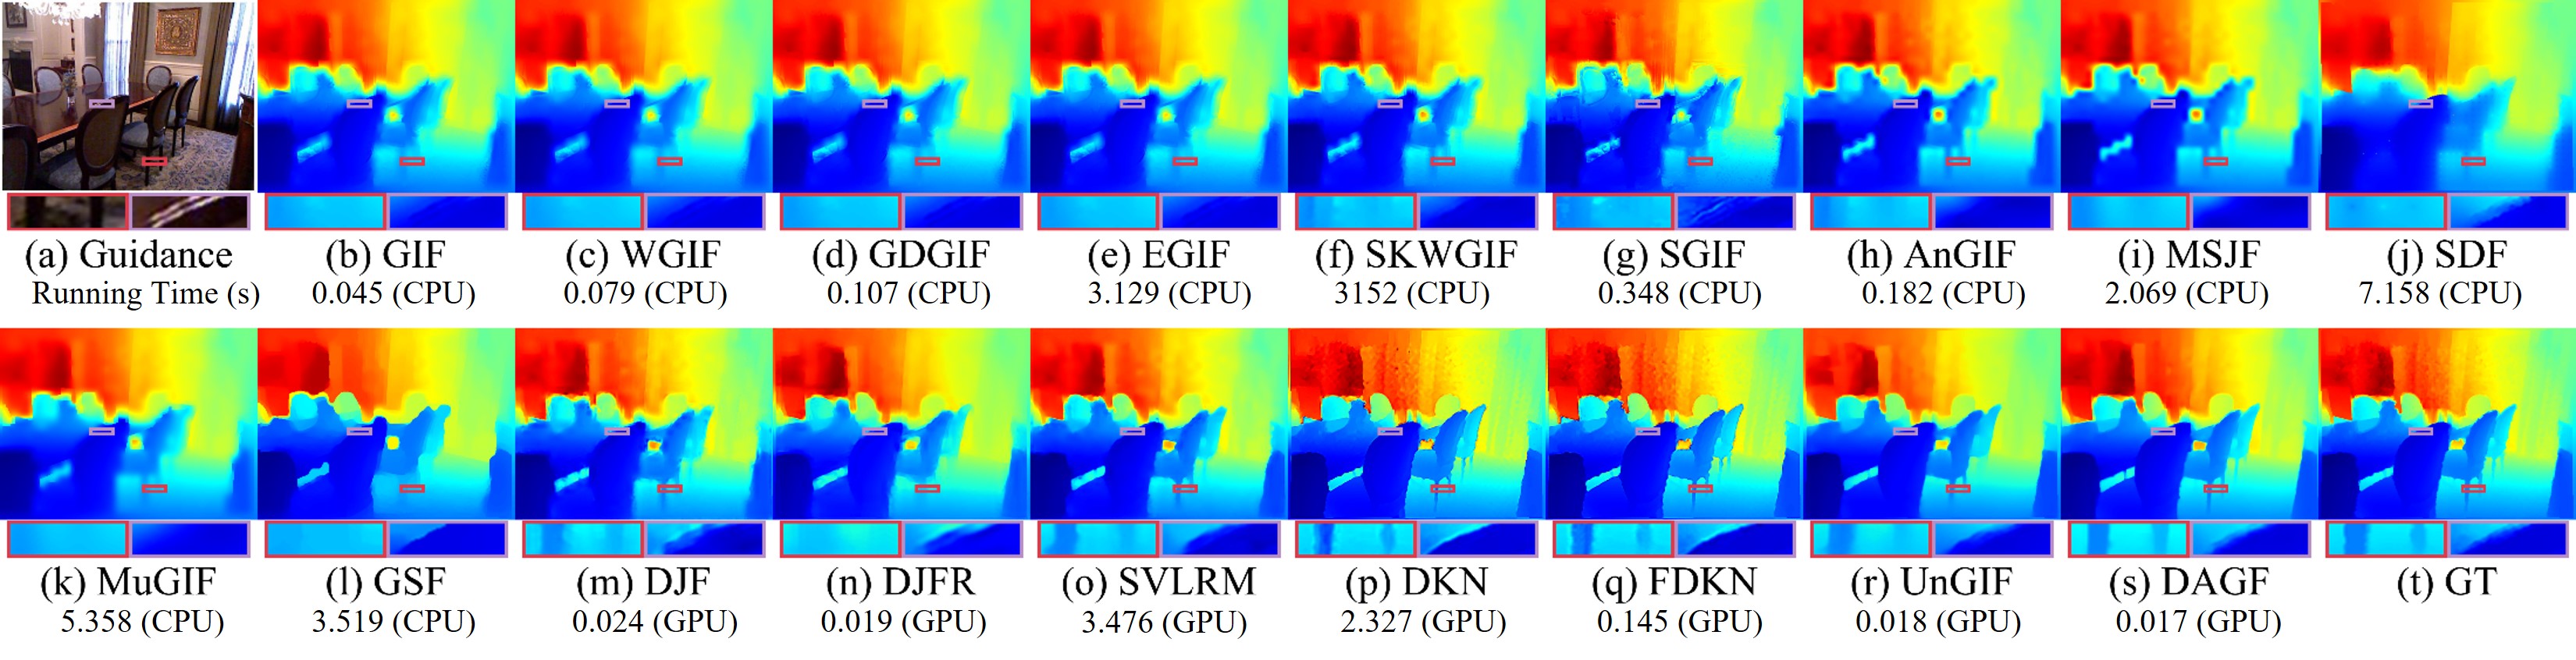 (a) Guidance (b) GIF (c) WGIF (d) GDGIF (e) EGIF (f) SKWGIF (g) SGIF (h) AnGIF (i) MSJF (j) SDF
Running Time (s) 0.045 (CPU) 0.079 (CPU) 0.107 (CPU) 3.129 (CPU) 3152 (CPU) 0.348 (CPU) 0.182 (CPU) 2.069 (CPU) 7.158 (CPU)
(k) MuGIF (l) GSF (m) DJF (n) DJFR (o) SVLRM (p) DKN (q) FDKN (r) UnGIF (s) DAGF (t) GT
5.358 (CPU) 3.519 (CPU) 0.024 (GPU) 0.019 (GPU) 3.476 (GPU) 2.327 (GPU) 0.145 (GPU) 0.018 (GPU) 0.017 (GPU)